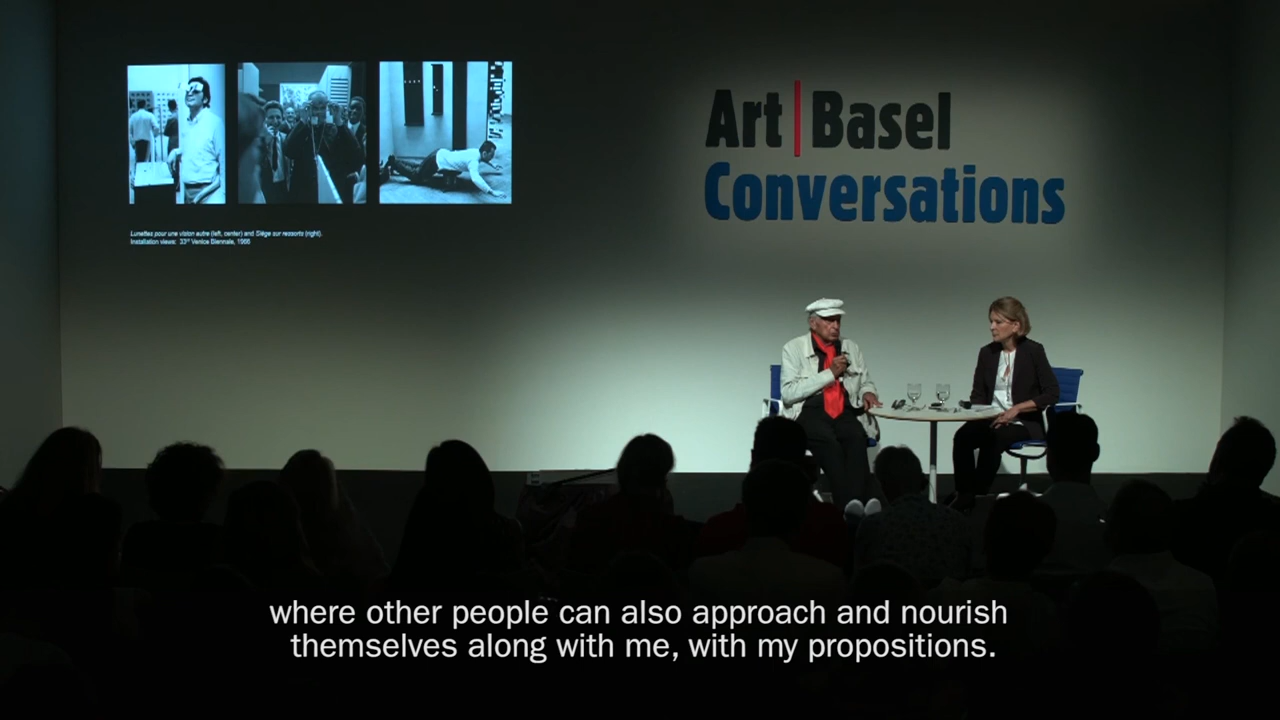 Art|Basel
Conversations
Lunettes pour une vision autre (left, center) and Siège sur ressorts (right).
Installation views: 33rd Venice Biennale, 1966
where other people can also approach and nourish
themselves along with me, with my propositions.